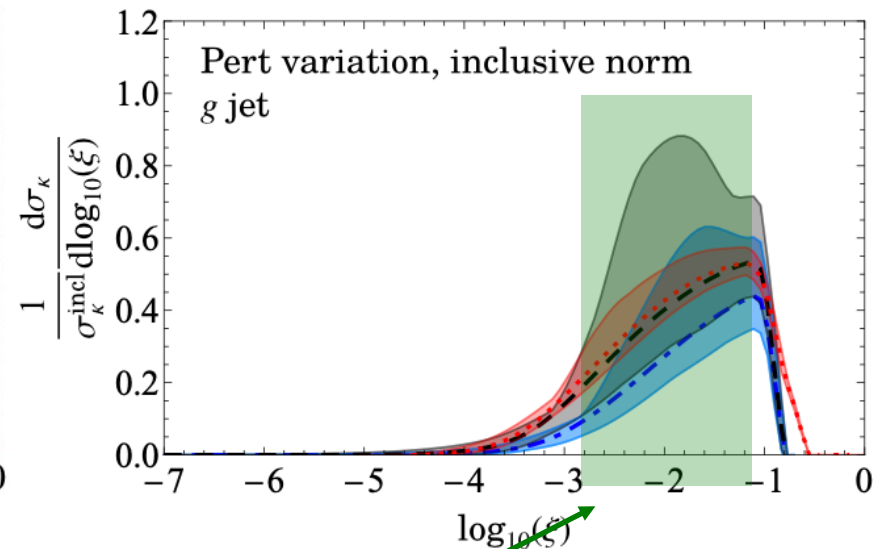 1.2
Pert variation, inclusive norm
1.0
g jet
0.8
0.6
0.4
0.2
0.0
1/σ_κ^incl dσ_κ/dlog₁₀(ξ)
0
−7 −6 −5 −4 −3 −2 −1 0
log₁₀(ξ)